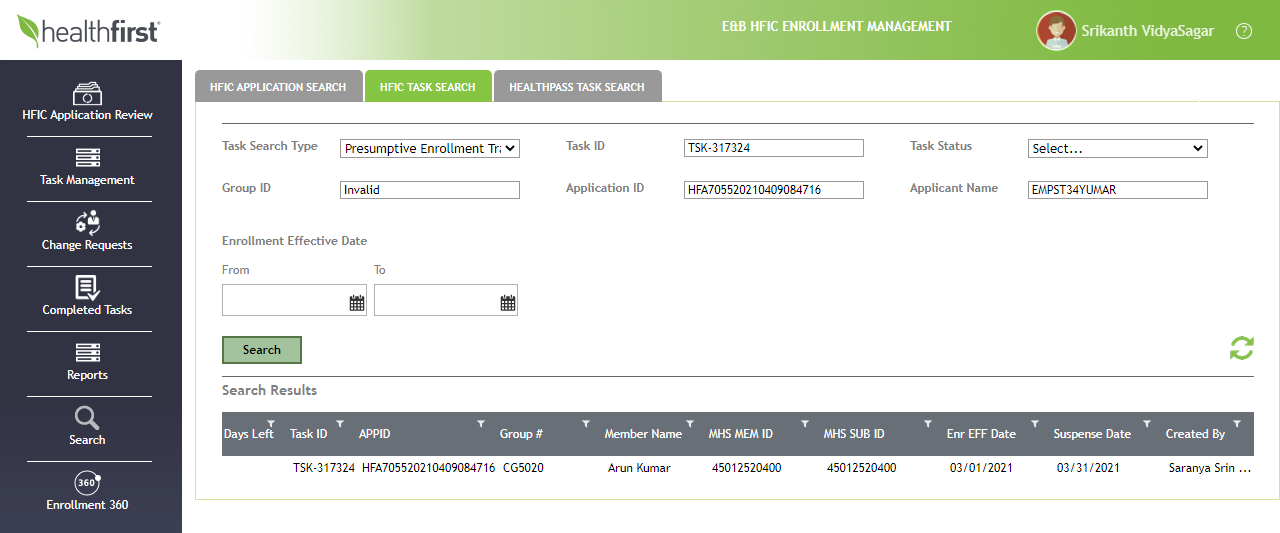 healthfirst
E&B HFIC ENROLLMENT MANAGEMENT
Srikanth VidyaSagar
?
HFIC Application Review
Task Management
Change Requests
Completed Tasks
Reports
Search
360°
Enrollment 360
HFIC APPLICATION SEARCH HFIC TASK SEARCH HEALTHPASS TASK SEARCH
Task Search Type Presumptive Enrollment Tra Task ID TSK-317324 Task Status Select...
Group ID Invalid Application ID HFA705520210409084716 Applicant Name EMPST34YUMAR
Enrollment Effective Date
From To
Search
Search Results
Days Left Task ID APPID Group # Member Name MHS MEM ID MHS SUB ID Enr EFF Date Suspense Date Created By
TSK-317324 HFA705520210409084716 CG5020 Arun Kumar 45012520400 45012520400 03/01/2021 03/31/2021 Saranya Srin ...